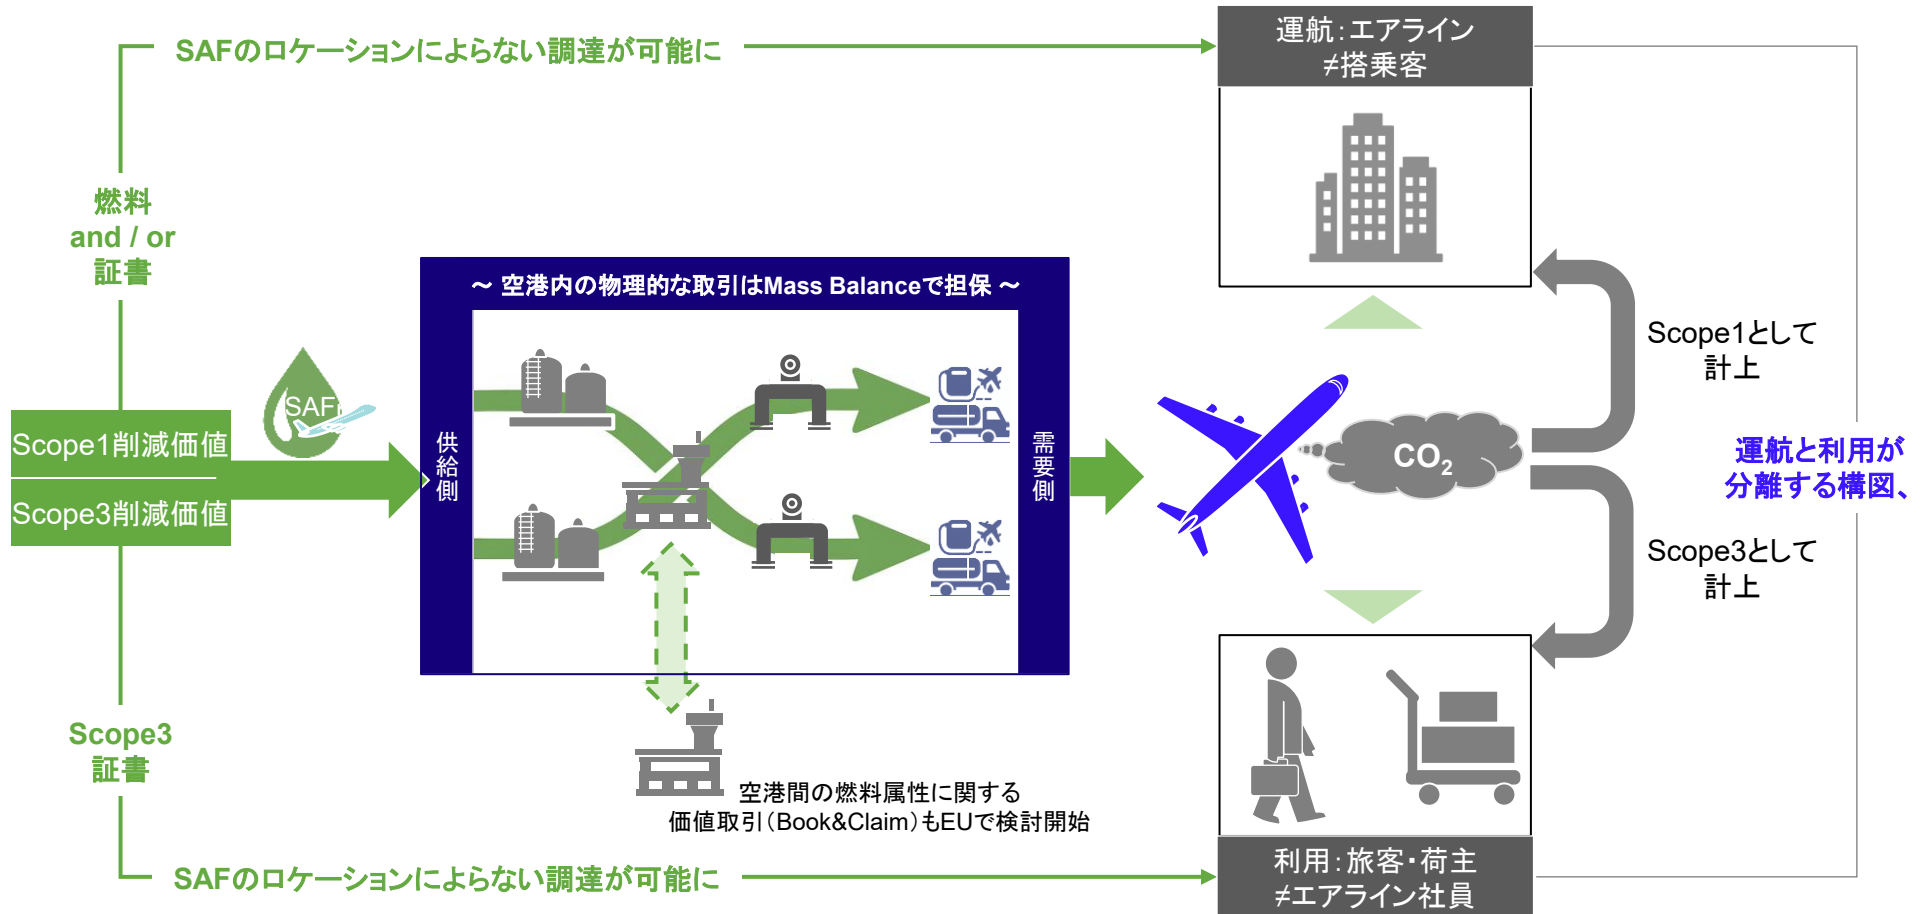 運航：エアライン
≠搭乗客
SAFのロケーションによらない調達が可能に
燃料
and / or
証書
～ 空港内の物理的な取引はMass Balanceで担保 ～
Scope1として
計上
SAF
Scope1削減価値
Scope3削減価値
供給側
需要側
CO₂
運航と利用が
分離する構図、
Scope3として
計上
Scope3
証書
空港間の燃料属性に関する
価値取引（Book&Claim）もEUで検討開始
SAFのロケーションによらない調達が可能に
利用：旅客・荷主
≠エアライン社員